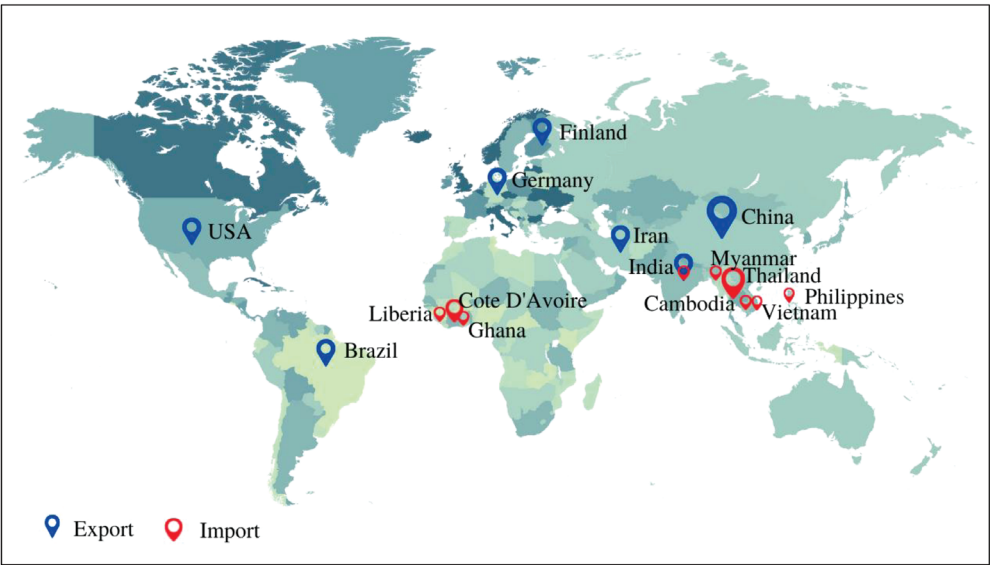 Finland
Germany
China
USA
Iran
Myanmar
India
Thailand
Cote D'Avoire
Cambodia
Philippines
Liberia
Vietnam
Ghana
Brazil
Export
Import